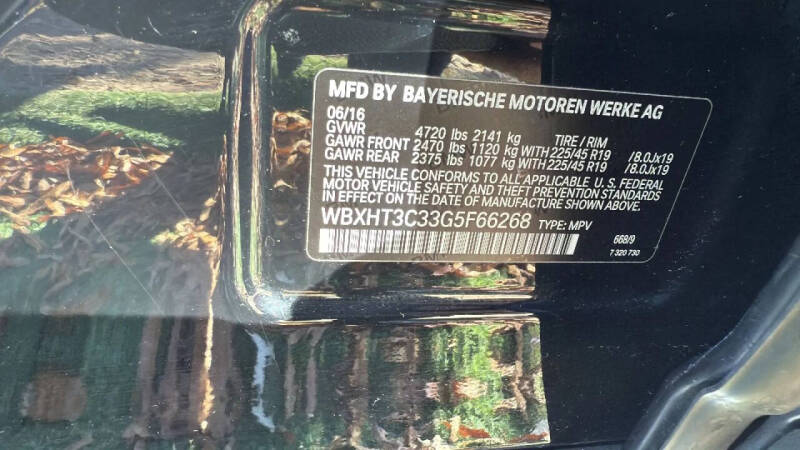 MFD BY BAYERISCHE MOTOREN WERKE AG
06/16
GVWR 4720 lbs 2141 kg TIRE / RIM
GAWR FRONT 2470 lbs 1120 kg WITH 225/45 R19 /8.0Jx19
GAWR REAR 2375 lbs 1077 kg WITH 225/45 R19 /8.0Jx19
THIS VEHICLE CONFORMS TO ALL APPLICABLE U. S. FEDERAL
MOTOR VEHICLE SAFETY AND THEFT PREVENTION STANDARDS
IN EFFECT ON THE DATE OF MANUFACTURE SHOWN ABOVE.
WBXHT3C33G5F66268 TYPE: MPV
668/9
7 320 730